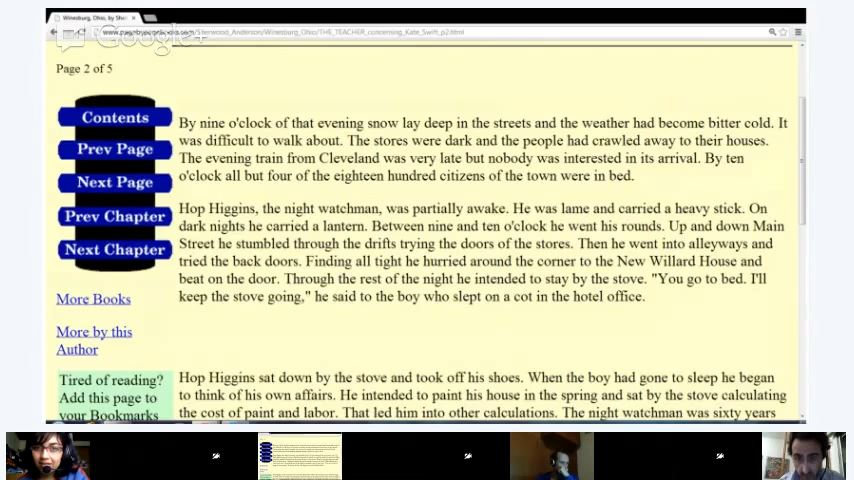 Winesburg, Ohio, by Sher
Google+
www.pagebypagebooks.com/Sherwood_Anderson/Winesburg_Ohio/THE_TEACHER_concerning_Kate_Swift_p2.html
Page 2 of 5
Contents
Prev Page
Next Page
Prev Chapter
Next Chapter
More Books
More by this
Author
Tired of reading?
Add this page to
your Bookmarks
By nine o'clock of that evening snow lay deep in the streets and the weather had become bitter cold. It
was difficult to walk about. The stores were dark and the people had crawled away to their houses.
The evening train from Cleveland was very late but nobody was interested in its arrival. By ten
o'clock all but four of the eighteen hundred citizens of the town were in bed.
Hop Higgins, the night watchman, was partially awake. He was lame and carried a heavy stick. On
dark nights he carried a lantern. Between nine and ten o'clock he went his rounds. Up and down Main
Street he stumbled through the drifts trying the doors of the stores. Then he went into alleyways and
tried the back doors. Finding all tight he hurried around the corner to the New Willard House and
beat on the door. Through the rest of the night he intended to stay by the stove. "You go to bed. I'll
keep the stove going," he said to the boy who slept on a cot in the hotel office.
Hop Higgins sat down by the stove and took off his shoes. When the boy had gone to sleep he began
to think of his own affairs. He intended to paint his house in the spring and sat by the stove calculating
the cost of paint and labor. That led him into other calculations. The night watchman was sixty years